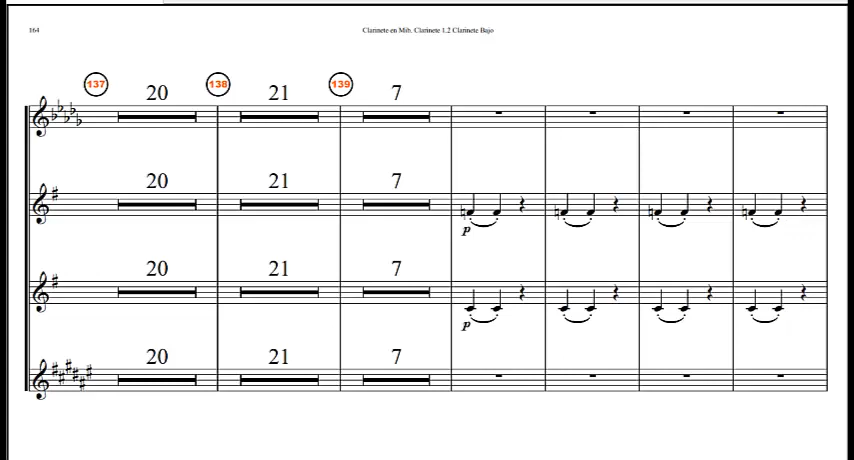 164
Clarinete en Mib. Clarinete 1.2 Clarinete Bajo
137 20 138 21 139 7
20 21 7
p
20 21 7
p
20 21 7